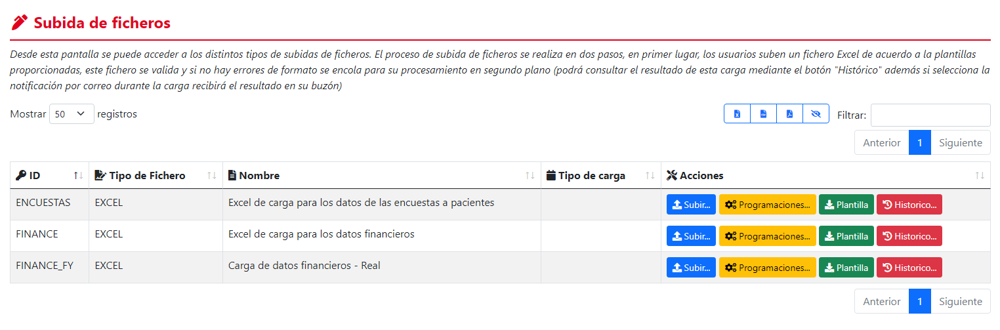 Subida de ficheros
Desde esta pantalla se puede acceder a los distintos tipos de subidas de ficheros. El proceso de subida de ficheros se realiza en dos pasos, en primer lugar, los usuarios suben un fichero Excel de acuerdo a la plantillas
proporcionadas, este fichero se valida y si no hay errores de formato se encola para su procesamiento en segundo plano (podrá consultar el resultado de esta carga mediante el botón "Histórico" además si selecciona la
notificación por correo durante la carga recibirá el resultado en su buzón)
Mostrar 50 registros Filtrar:
Anterior 1 Siguiente
ID Tipo de Fichero Nombre Tipo de carga Acciones
ENCUESTAS EXCEL Excel de carga para los datos de las encuestas a pacientes Subir... Programaciones... Plantilla Historico...
FINANCE EXCEL Excel de carga para los datos financieros Subir... Programaciones... Plantilla Historico...
FINANCE_FY EXCEL Carga de datos financieros - Real Subir... Programaciones... Plantilla Historico...
Anterior 1 Siguiente